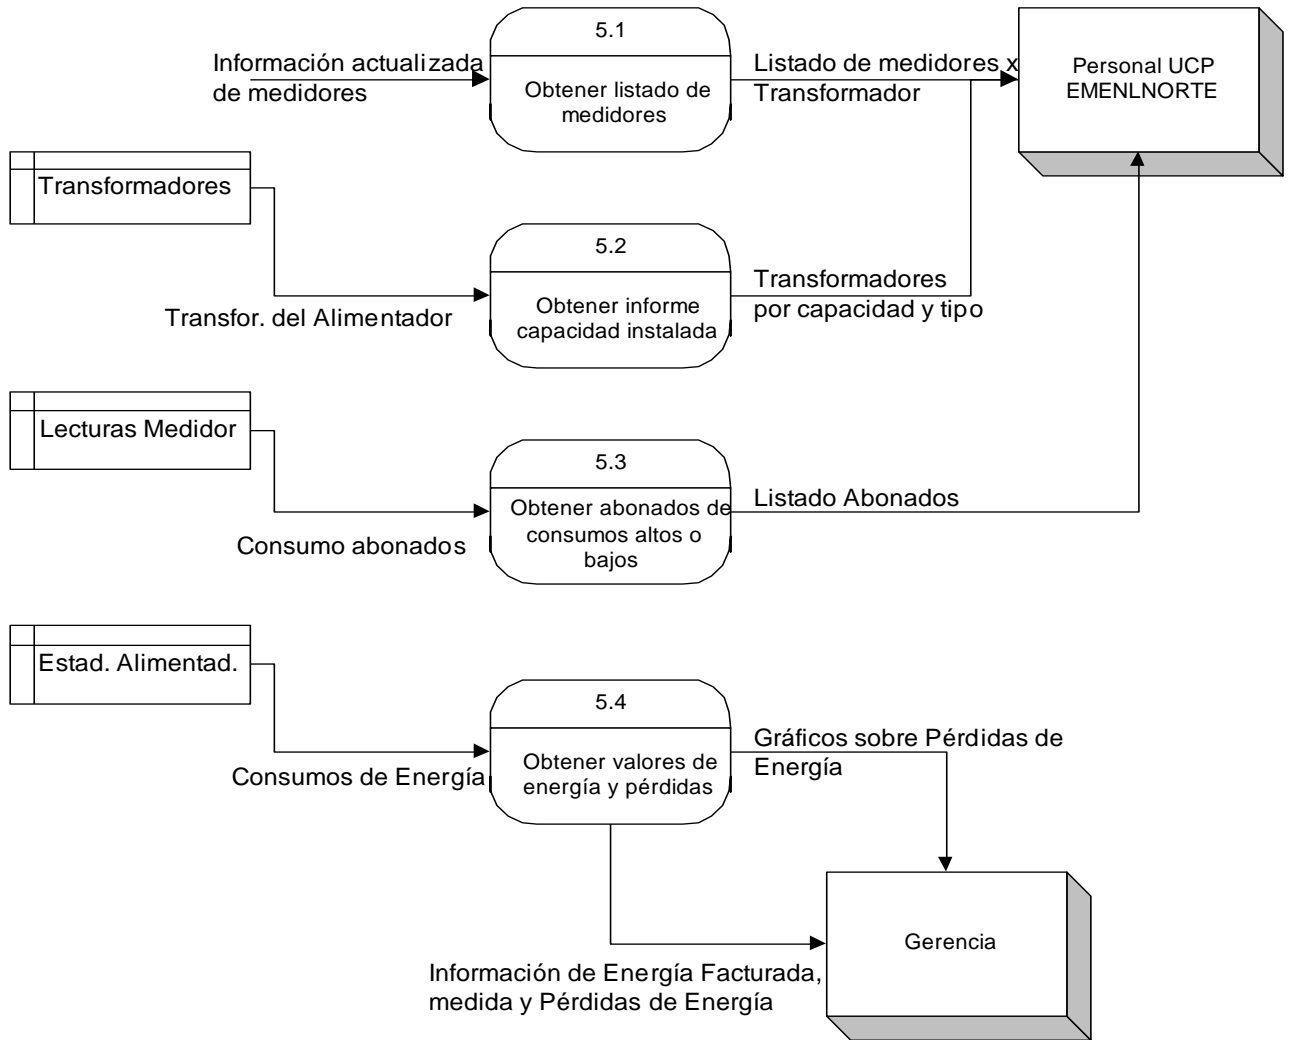 5.1
Información actualizada
de medidores
Obtener listado de
medidores
Listado de medidores x
Transformador
Personal UCP
EMENLNORTE
Transformadores
5.2
Transfor. del Alimentador
Obtener informe
capacidad instalada
Transformadores
por capacidad y tipo
Lecturas Medidor
5.3
Consumo abonados
Obtener abonados de
consumos altos o
bajos
Listado Abonados
Estad. Alimentad.
5.4
Consumos de Energía
Obtener valores de
energía y pérdidas
Gráficos sobre Pérdidas de
Energía
Gerencia
Información de Energía Facturada,
medida y Pérdidas de Energía